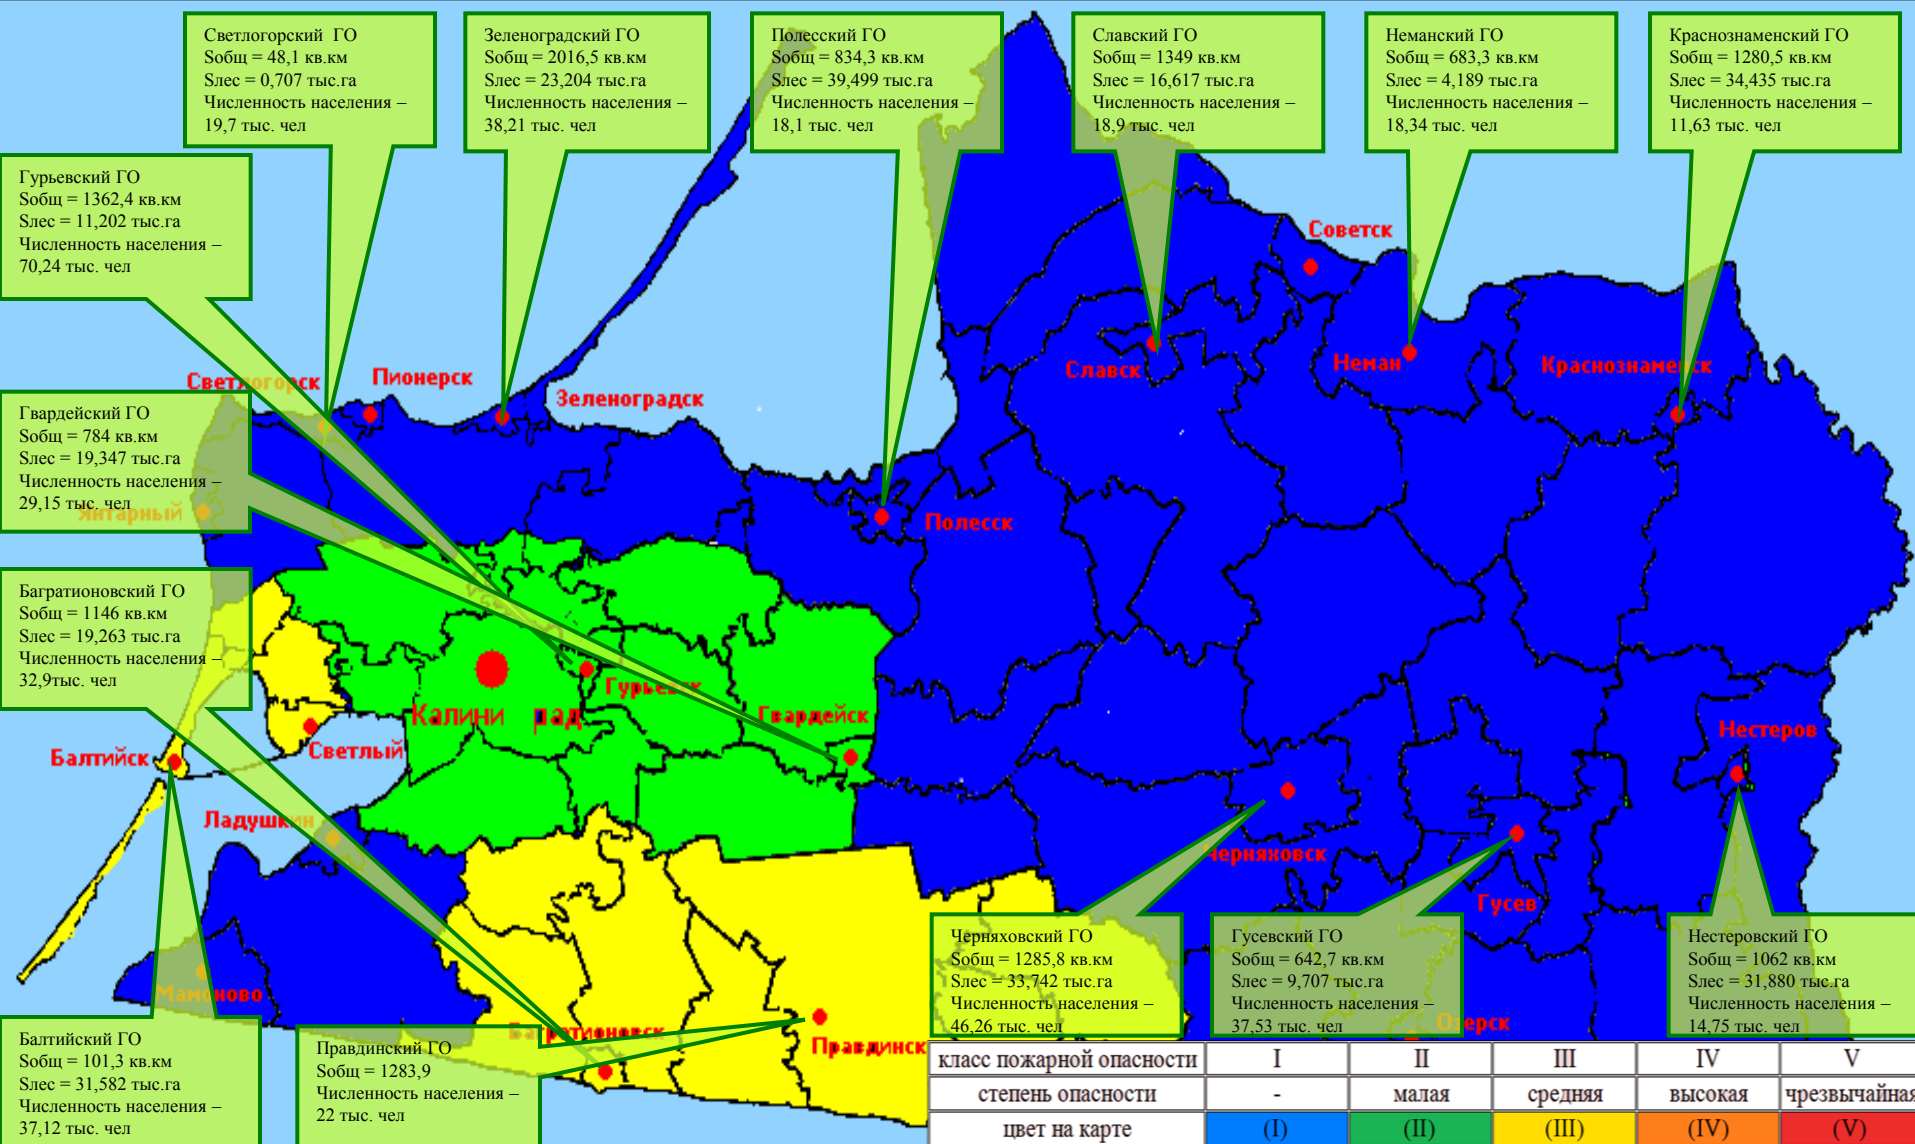 Светлогорский ГО
Sобщ = 48,1 кв.км
Sлес = 0,707 тыс.га
Численность населения –
19,7 тыс. чел
Зеленоградский ГО
Sобщ = 2016,5 кв.км
Sлес = 23,204 тыс.га
Численность населения –
38,21 тыс. чел
Полесский ГО
Sобщ = 834,3 кв.км
Sлес = 39,499 тыс.га
Численность населения –
18,1 тыс. чел
Славский ГО
Sобщ = 1349 кв.км
Sлес = 16,617 тыс.га
Численность населения –
18,9 тыс. чел
Неманский ГО
Sобщ = 683,3 кв.км
Sлес = 4,189 тыс.га
Численность населения –
18,34 тыс. чел
Краснознаменский ГО
Sобщ = 1280,5 кв.км
Sлес = 34,435 тыс.га
Численность населения –
11,63 тыс. чел
Гурьевский ГО
Sобщ = 1362,4 кв.км
Sлес = 11,202 тыс.га
Численность населения –
70,24 тыс. чел
Советск
Славск
Неман
Краснознаменск
Светлогорск
Пионерск
Зеленоградск
Гвардейский ГО
Sобщ = 784 кв.км
Sлес = 19,347 тыс.га
Численность населения –
29,15 тыс. чел
Янтарный
Полесск
Багратионовский ГО
Sобщ = 1146 кв.км
Sлес = 19,263 тыс.га
Численность населения –
32,9тыс. чел
Гурьевск
Калини рад
Гвардейск
Нестеров
Балтийск
Светлый
Ладушкин
Черняховск
Гусев
Мамоново
Багратионовск
Правдинск
Озерск
Черняховский ГО
Sобщ = 1285,8 кв.км
Sлес = 33,742 тыс.га
Численность населения –
46,26 тыс. чел
Гусевский ГО
Sобщ = 642,7 кв.км
Sлес = 9,707 тыс.га
Численность населения –
37,53 тыс. чел
Нестеровский ГО
Sобщ = 1062 кв.км
Sлес = 31,880 тыс.га
Численность населения –
14,75 тыс. чел
Балтийский ГО
Sобщ = 101,3 кв.км
Sлес = 31,582 тыс.га
Численность населения –
37,12 тыс. чел
Правдинский ГО
Sобщ = 1283,9
Численность населения –
22 тыс. чел
класс пожарной опасности I II III IV V
степень опасности - малая средняя высокая чрезвычайная
цвет на карте (I) (II) (III) (IV) (V)